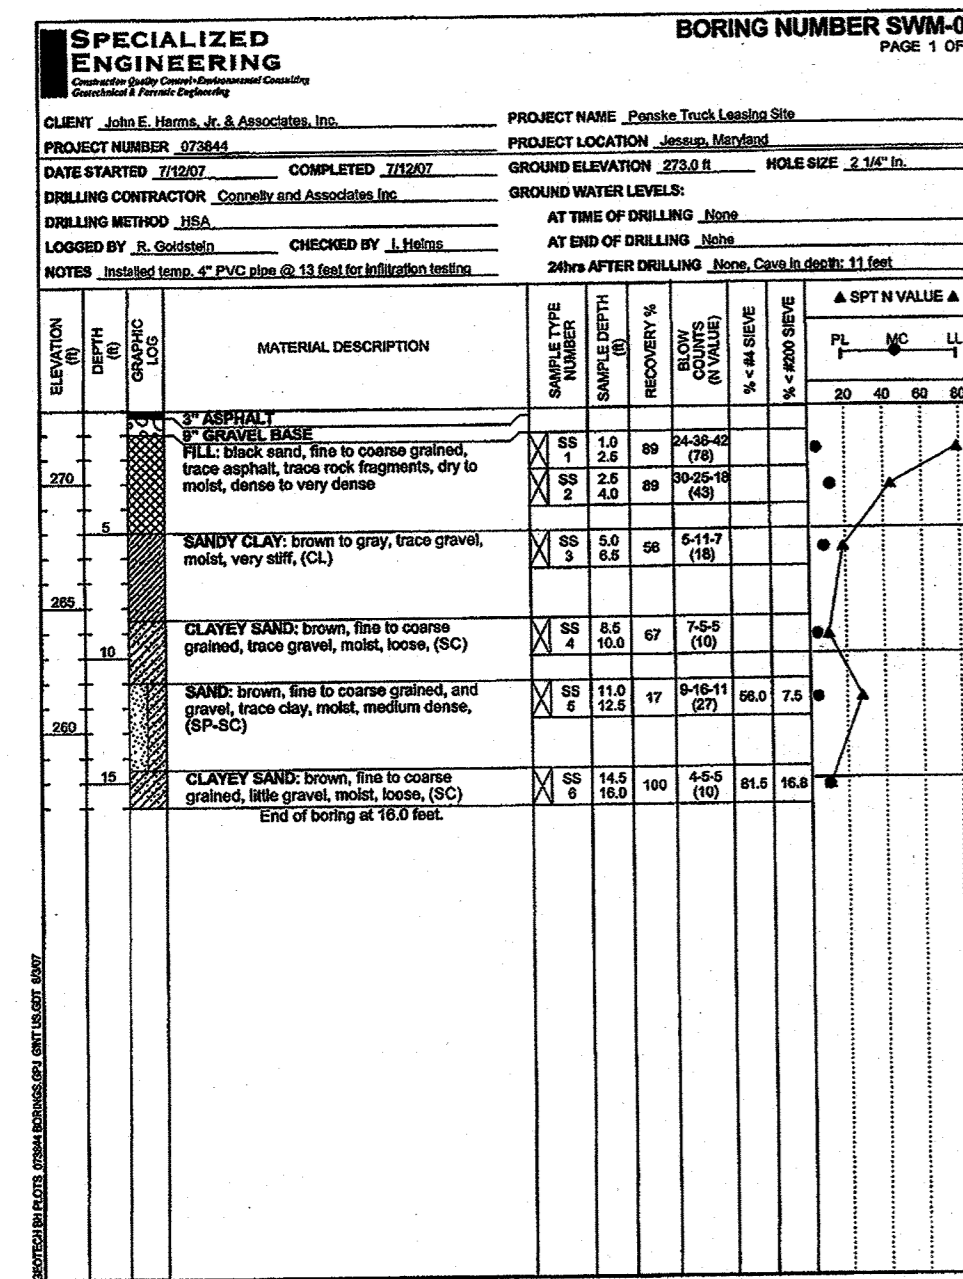 SPECIALIZED
ENGINEERING
Construction Quality Control•Environmental Consulting
Geotechnical & Forensic Engineering
BORING NUMBER SWM-0
PAGE 1 OF
CLIENT John E. Harms, Jr. & Associates, Inc.
PROJECT NAME Penske Truck Leasing Site
PROJECT NUMBER 073844
PROJECT LOCATION Jessup, Maryland
DATE STARTED 7/12/07 COMPLETED 7/12/07
GROUND ELEVATION 273.0 ft HOLE SIZE 2 1/4" in.
DRILLING CONTRACTOR Connelly and Associates Inc
GROUND WATER LEVELS:
DRILLING METHOD HSA
AT TIME OF DRILLING None
LOGGED BY R. Goldstein CHECKED BY I. Helms
AT END OF DRILLING None
NOTES Installed temp. 4" PVC pipe @ 13 feet for infiltration testing
24hrs AFTER DRILLING None, Cave in depth: 11 feet
ELEVATION (ft)
DEPTH (ft)
GRAPHIC LOG
MATERIAL DESCRIPTION
SAMPLE TYPE NUMBER
SAMPLE DEPTH (ft)
RECOVERY %
BLOW COUNTS (N VALUE)
% < #4 SIEVE
% < #200 SIEVE
▲ SPT N VALUE ▲
PL MC LL
20 40 60 80
3" ASPHALT
9" GRAVEL BASE
FILL: black sand, fine to coarse grained,
trace asphalt, trace rock fragments, dry to
moist, dense to very dense
SS 1 1.0 2.5 89 24-36-42 (78)
270
SS 2 2.5 4.0 89 30-25-18 (43)
5
SANDY CLAY: brown to gray, trace gravel,
moist, very stiff, (CL)
SS 3 5.0 6.5 56 5-11-7 (18)
265
CLAYEY SAND: brown, fine to coarse
grained, trace gravel, moist, loose, (SC)
SS 4 8.5 10.0 67 7-5-5 (10)
10
SAND: brown, fine to coarse grained, and
gravel, trace clay, moist, medium dense,
(SP-SC)
SS 5 11.0 12.5 17 9-16-11 (27) 56.0 7.5
260
15
CLAYEY SAND: brown, fine to coarse
grained, little gravel, moist, loose, (SC)
SS 6 14.5 16.0 100 4-5-5 (10) 81.5 16.8
End of boring at 16.0 feet.
GEOTECH BH PLOTS 073844 BORINGS.GPJ GINT US.GDT 8/3/07